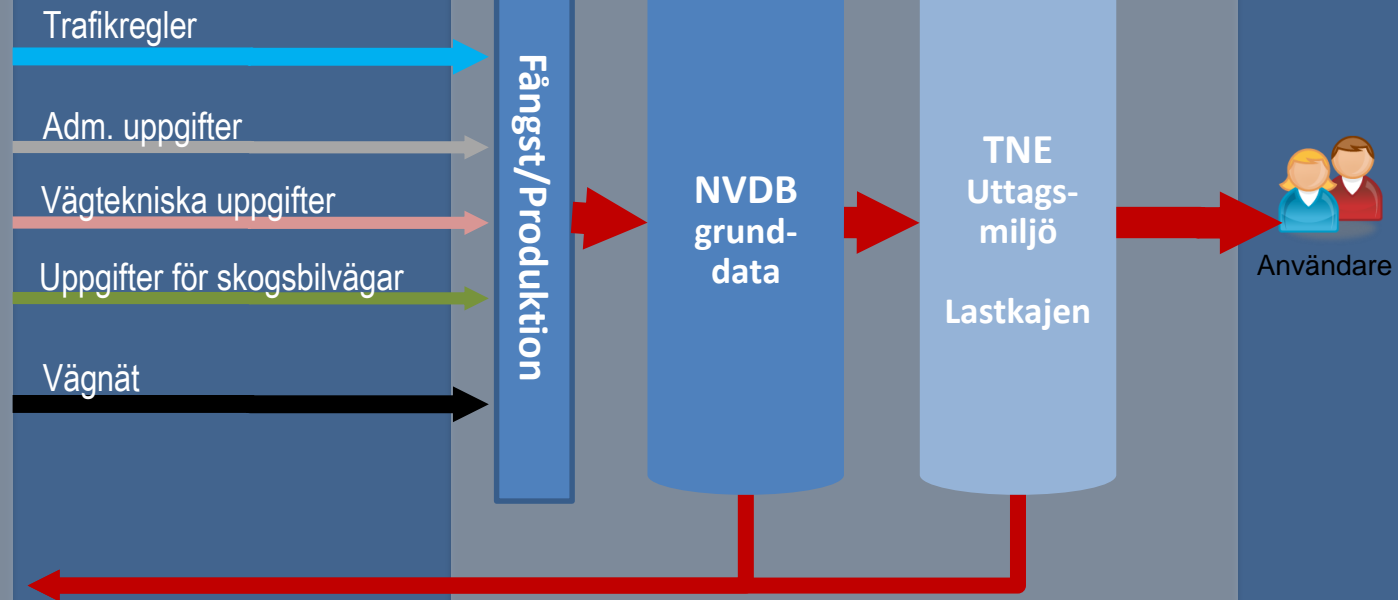 Trafikregler
Adm. uppgifter
Vägtekniska uppgifter
Uppgifter för skogsbilvägar
Vägnät
Fångst/Produktion
NVDB
grund-
data
TNE
Uttags-
miljö
Lastkajen
Användare